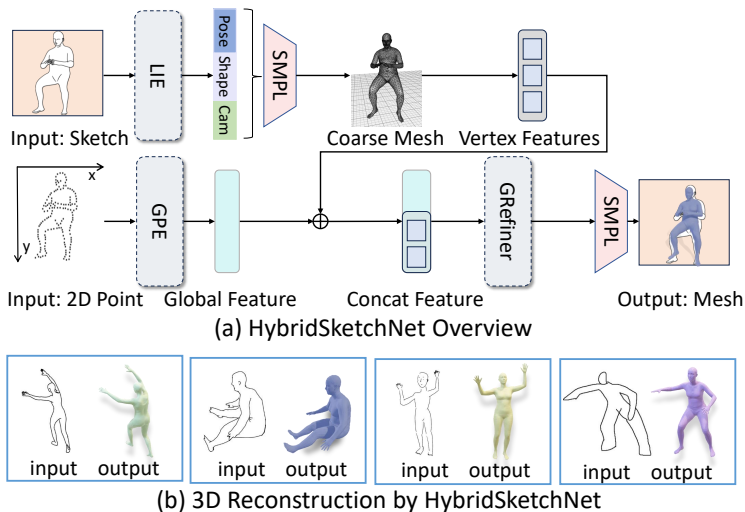 LIE
Pose
Shape
Cam
SMPL
Input: Sketch
Coarse Mesh
Vertex Features
x
y
GPE
GRefiner
SMPL
Input: 2D Point
Global Feature
Concat Feature
Output: Mesh
(a) HybridSketchNet Overview
input output
input output
input output
input output
(b) 3D Reconstruction by HybridSketchNet